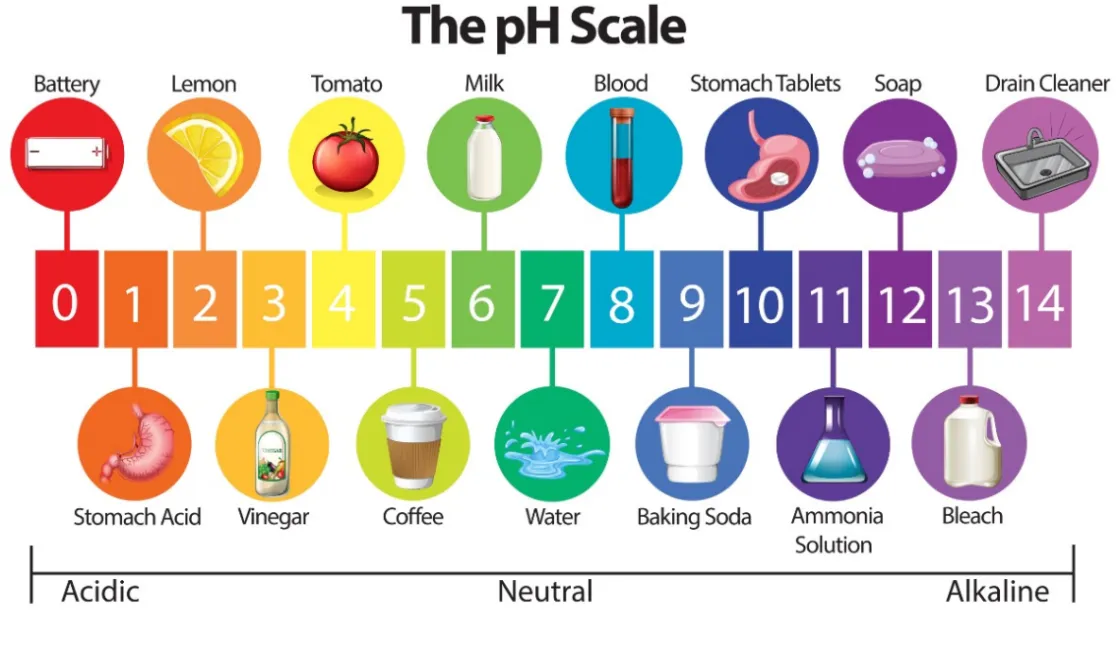 The pH Scale
Battery
Lemon
Tomato
Milk
Blood
Stomach Tablets
Soap
Drain Cleaner
- +
0 1 2 3 4 5 6 7 8 9 10 11 12 13 14
VINEGAR
Stomach Acid
Vinegar
Coffee
Water
Baking Soda
Ammonia
Solution
Bleach
Acidic
Neutral
Alkaline